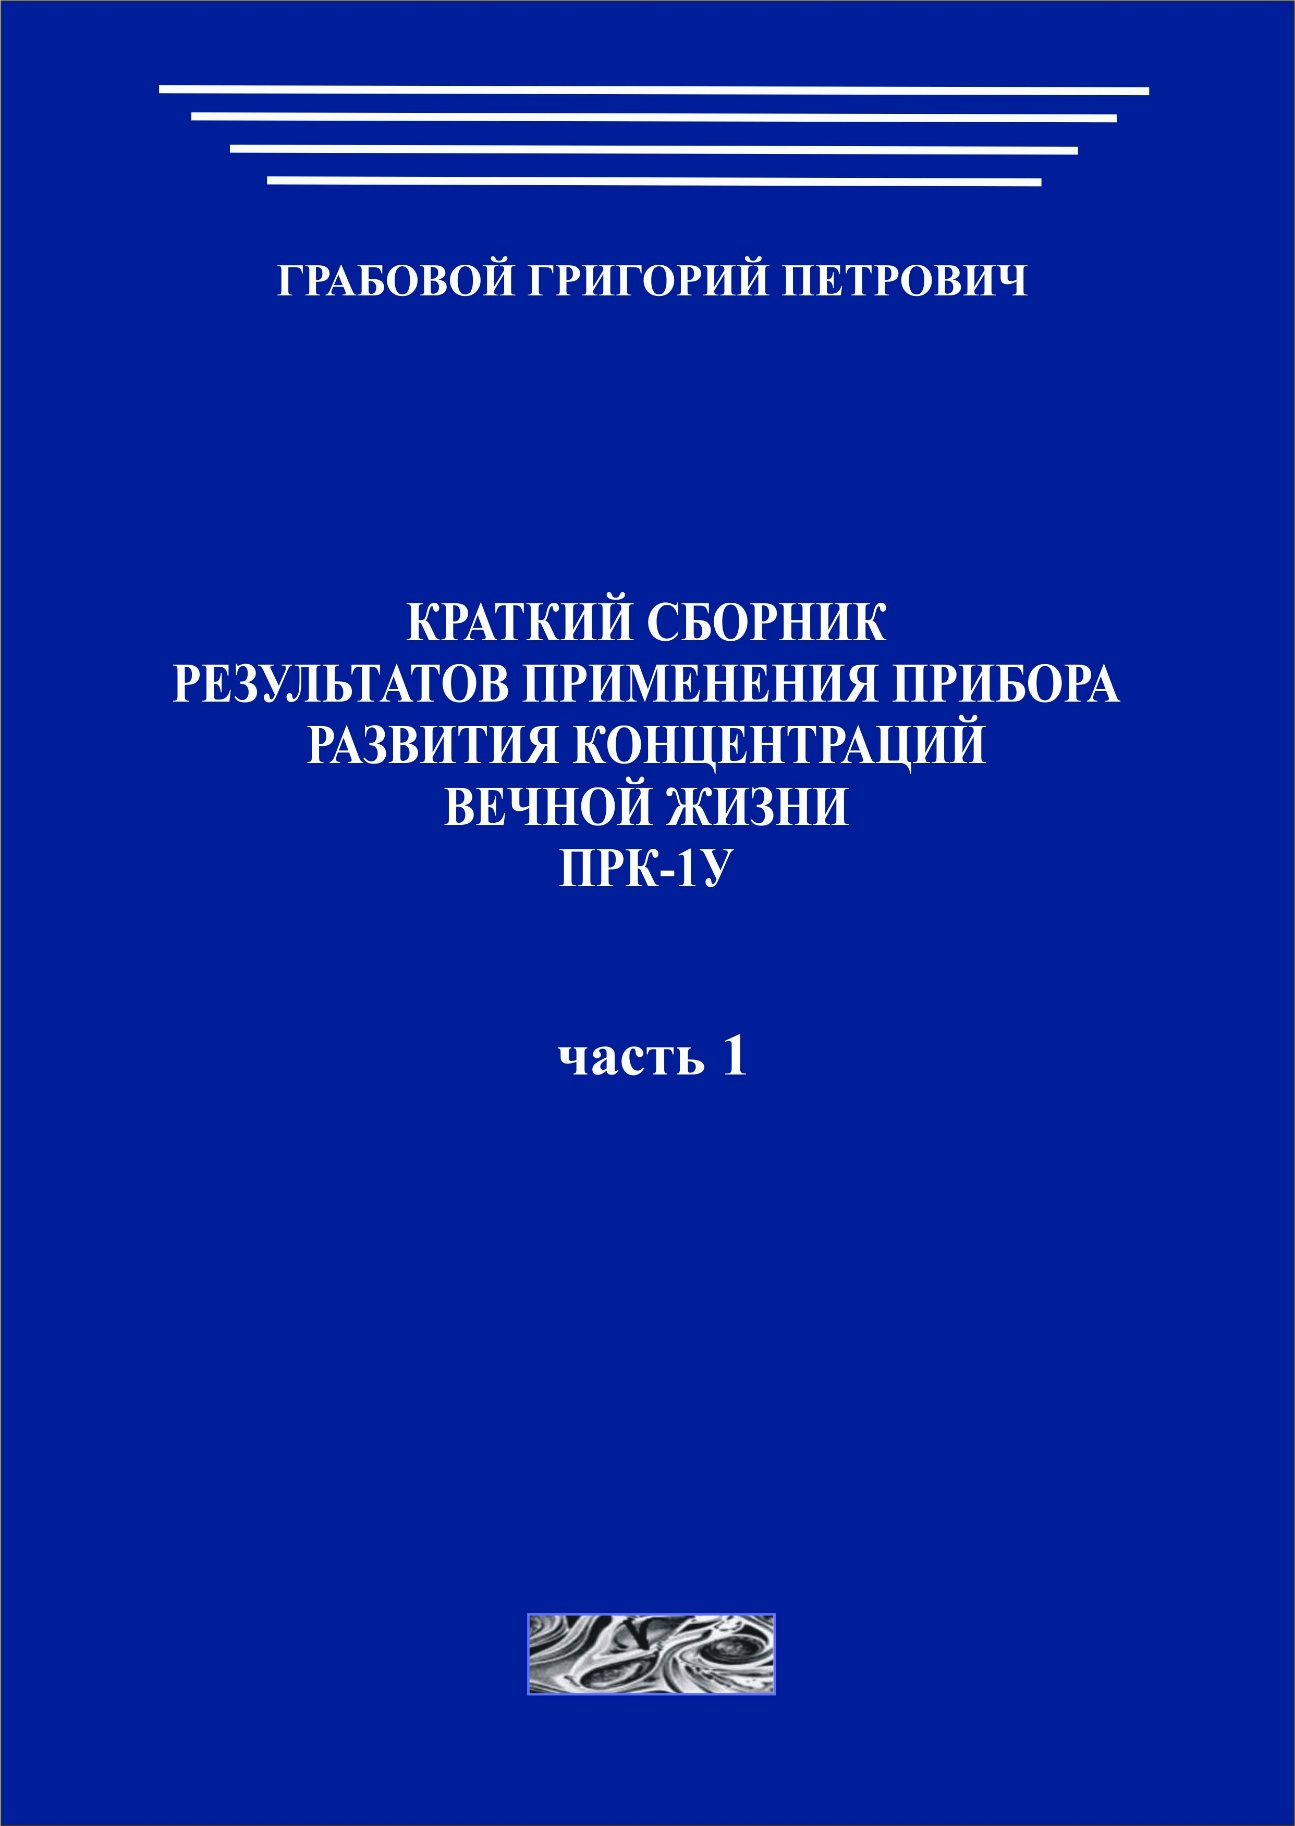 ГРАБОВОЙ ГРИГОРИЙ ПЕТРОВИЧ
КРАТКИЙ СБОРНИК
РЕЗУЛЬТАТОВ ПРИМЕНЕНИЯ ПРИБОРА
РАЗВИТИЯ КОНЦЕНТРАЦИЙ
ВЕЧНОЙ ЖИЗНИ
ПРК-1У
часть 1